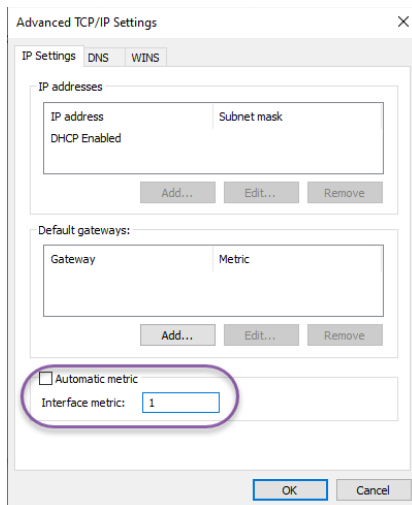 Advanced TCP/IP Settings
IP Settings DNS WINS
IP addresses
IP address Subnet mask
DHCP Enabled
Add... Edit... Remove
Default gateways:
Gateway Metric
Add... Edit... Remove
Automatic metric
Interface metric: 1
OK Cancel